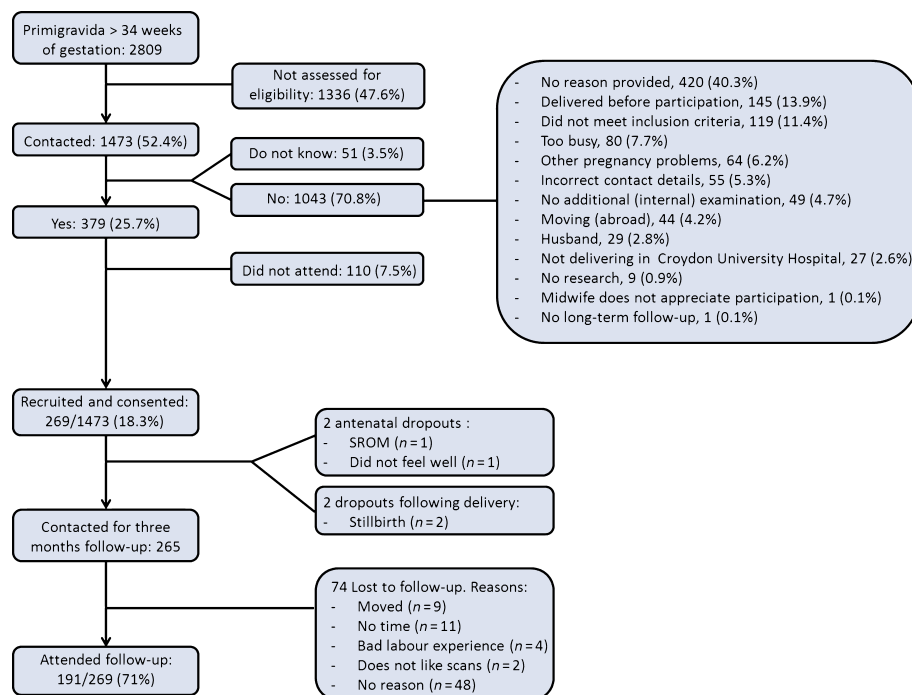 Primigravida > 34 weeks
of gestation: 2809
Not assessed for
eligibility: 1336 (47.6%)
Contacted: 1473 (52.4%)
Do not know: 51 (3.5%)
No: 1043 (70.8%)
- No reason provided, 420 (40.3%)
- Delivered before participation, 145 (13.9%)
- Did not meet inclusion criteria, 119 (11.4%)
- Too busy, 80 (7.7%)
- Other pregnancy problems, 64 (6.2%)
- Incorrect contact details, 55 (5.3%)
- No additional (internal) examination, 49 (4.7%)
- Moving (abroad), 44 (4.2%)
- Husband, 29 (2.8%)
- Not delivering in Croydon University Hospital, 27 (2.6%)
- No research, 9 (0.9%)
- Midwife does not appreciate participation, 1 (0.1%)
- No long-term follow-up, 1 (0.1%)
Yes: 379 (25.7%)
Did not attend: 110 (7.5%)
Recruited and consented:
269/1473 (18.3%)
2 antenatal dropouts :
- SROM (n = 1)
- Did not feel well (n = 1)
2 dropouts following delivery:
- Stillbirth (n = 2)
Contacted for three
months follow-up: 265
74 Lost to follow-up. Reasons:
- Moved (n = 9)
- No time (n = 11)
- Bad labour experience (n = 4)
- Does not like scans (n = 2)
- No reason (n = 48)
Attended follow-up:
191/269 (71%)